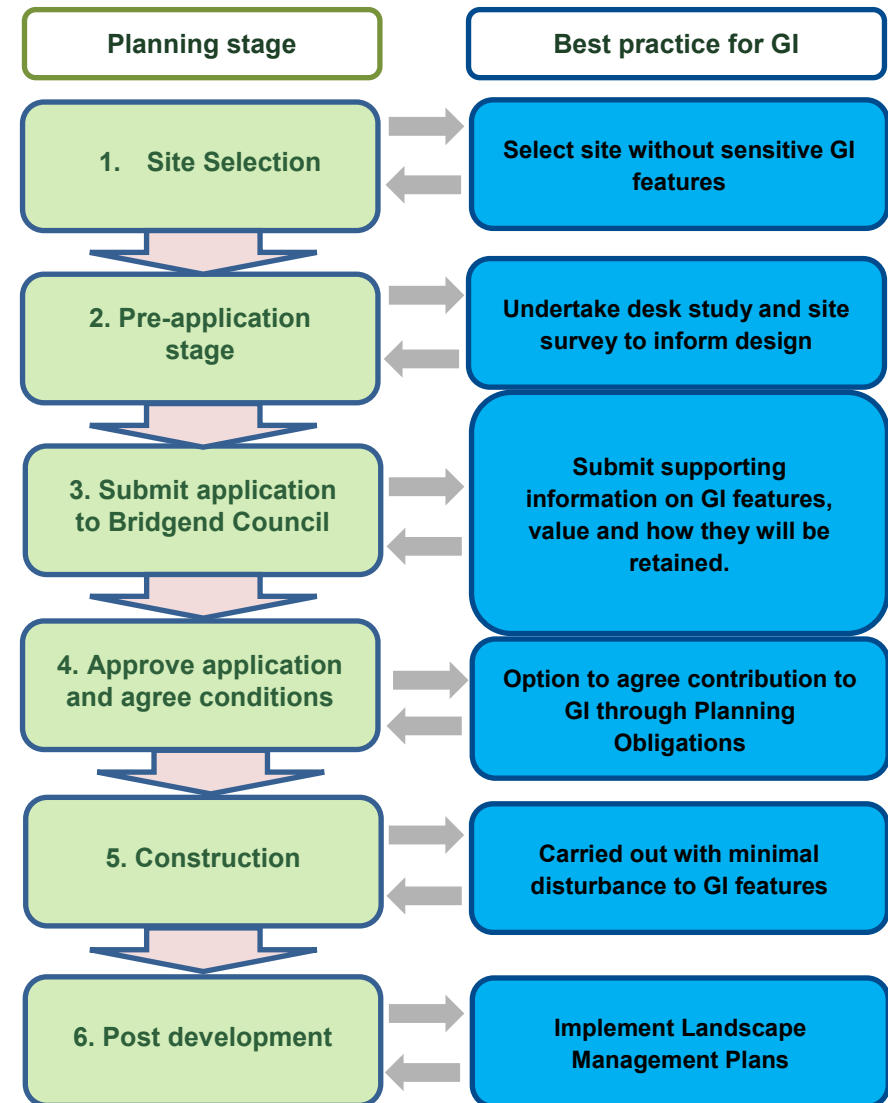 Planning stage
Best practice for GI
1. Site Selection
Select site without sensitive GI
features
2. Pre-application
stage
Undertake desk study and site
survey to inform design
3. Submit application
to Bridgend Council
Submit supporting
information on GI features,
value and how they will be
retained.
4. Approve application
and agree conditions
Option to agree contribution to
GI through Planning
Obligations
5. Construction
Carried out with minimal
disturbance to GI features
6. Post development
Implement Landscape
Management Plans